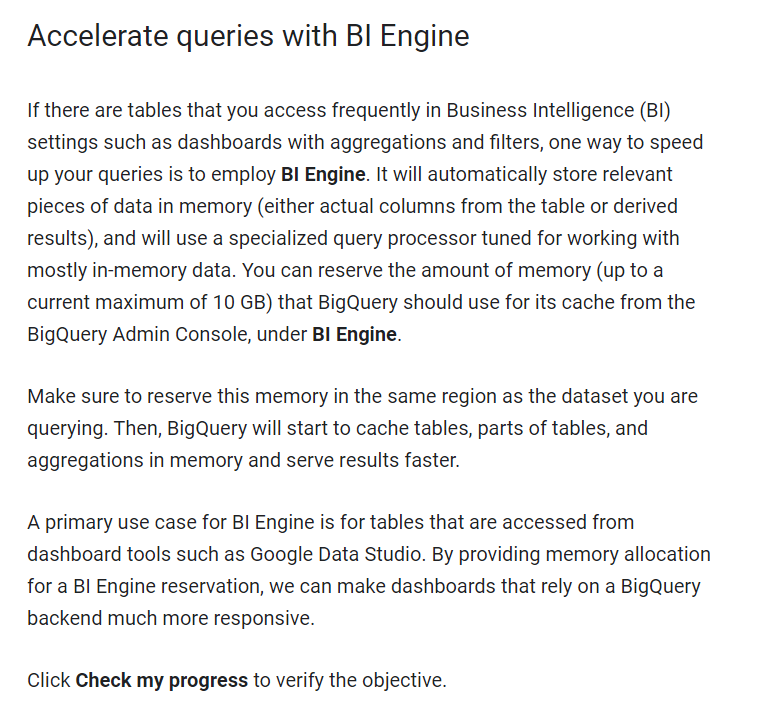 Accelerate queries with BI Engine
If there are tables that you access frequently in Business Intelligence (BI)
settings such as dashboards with aggregations and filters, one way to speed
up your queries is to employ BI Engine. It will automatically store relevant
pieces of data in memory (either actual columns from the table or derived
results), and will use a specialized query processor tuned for working with
mostly in-memory data. You can reserve the amount of memory (up to a
current maximum of 10 GB) that BigQuery should use for its cache from the
BigQuery Admin Console, under BI Engine.
Make sure to reserve this memory in the same region as the dataset you are
querying. Then, BigQuery will start to cache tables, parts of tables, and
aggregations in memory and serve results faster.
A primary use case for BI Engine is for tables that are accessed from
dashboard tools such as Google Data Studio. By providing memory allocation
for a BI Engine reservation, we can make dashboards that rely on a BigQuery
backend much more responsive.
Click Check my progress to verify the objective.